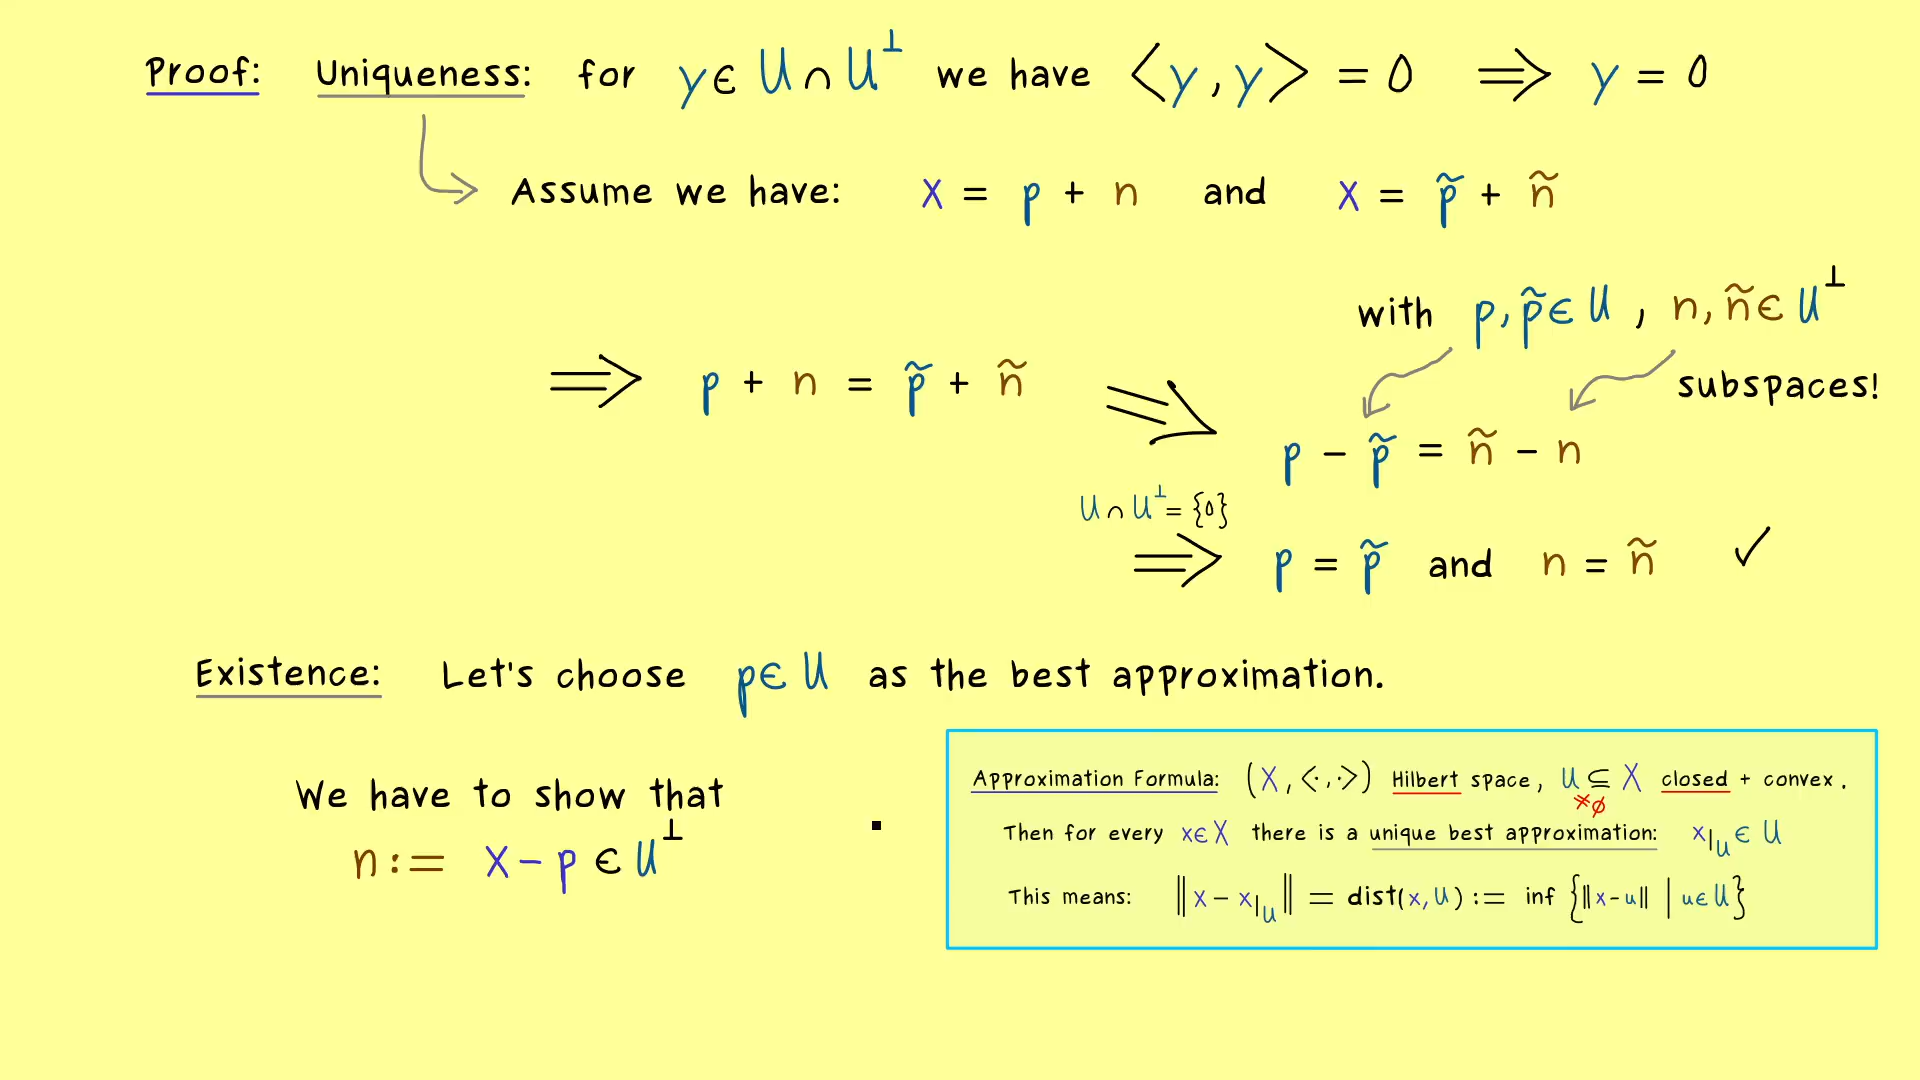 Proof: Uniqueness: for y ∈ U ∩ U^⊥ we have <y, y> = 0 ⟹ y = 0
Assume we have: x = p + n and x = p̃ + ñ
with p, p̃ ∈ U , n, ñ ∈ U^⊥
subspaces!
⟹ p + n = p̃ + ñ
⟹ p − p̃ = ñ − n
U ∩ U^⊥ = {0}
⟹ p = p̃ and n = ñ ✓
Existence: Let's choose p ∈ U as the best approximation.
We have to show that
n := x − p ∈ U^⊥
Approximation Formula: (X, <·,·>) Hilbert space, U ⊆ X closed + convex.
≠∅
Then for every x ∈ X there is a unique best approximation: x|_U ∈ U
This means: ‖x − x|_U‖ = dist(x, U) := inf {‖x − u‖ | u ∈ U}